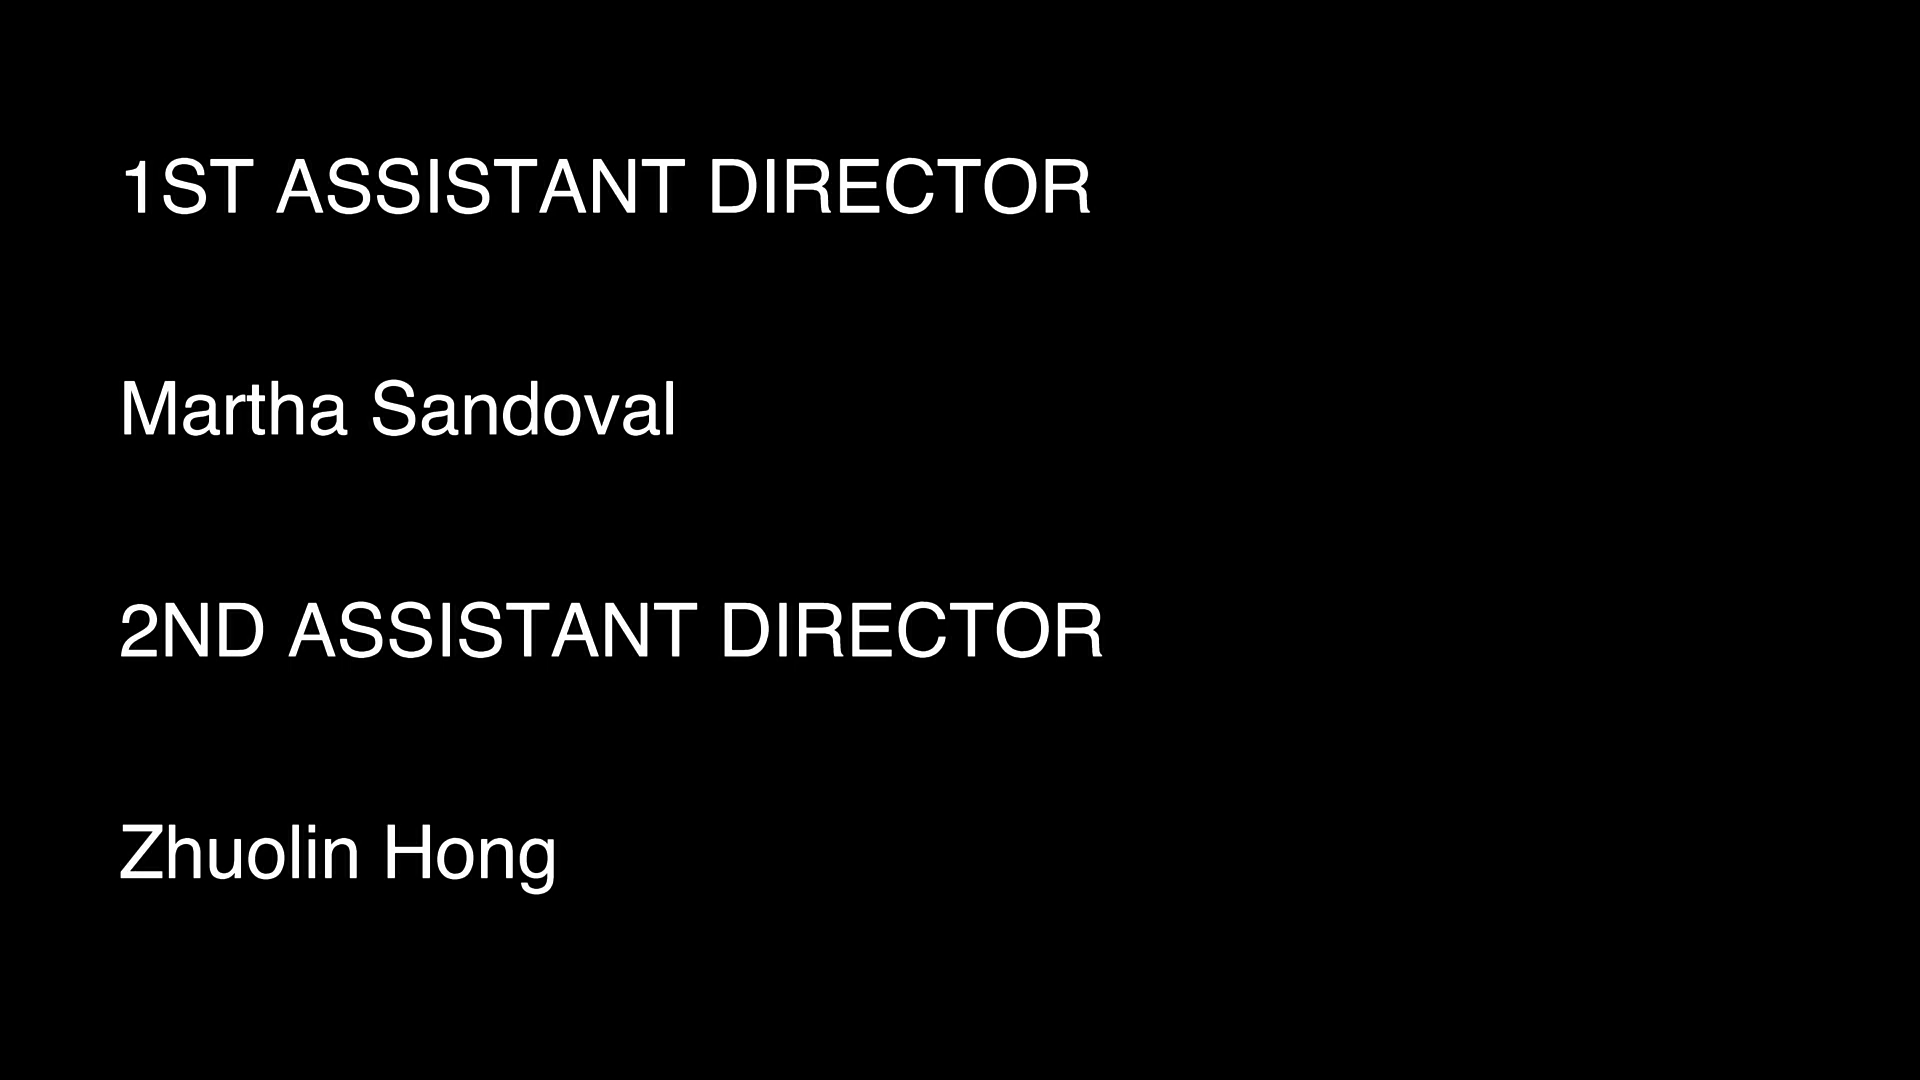 1ST ASSISTANT DIRECTOR
Martha Sandoval
2ND ASSISTANT DIRECTOR
Zhuolin Hong